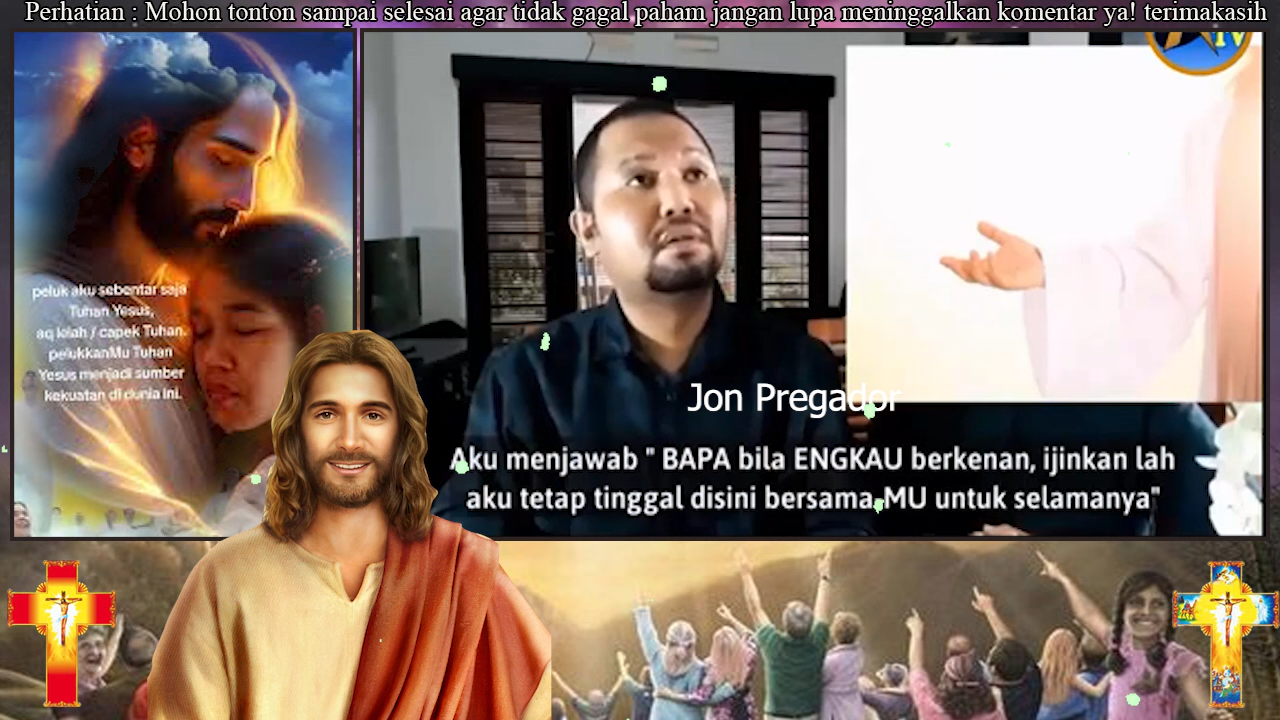 Perhatian : Mohon tonton sampai selesai agar tidak gagal paham jangan lupa meninggalkan komentar ya! terimakasih
peluk aku sebentar saja
Tuhan Yesus,
aq lelah / capek Tuhan.
pelukkanMu Tuhan
Yesus menjadi sumber
kekuatan di dunia ini.
Jon Pregador
Aku menjawab " BAPA bila ENGKAU berkenan, ijinkan lah
aku tetap tinggal disini bersama MU untuk selamanya"